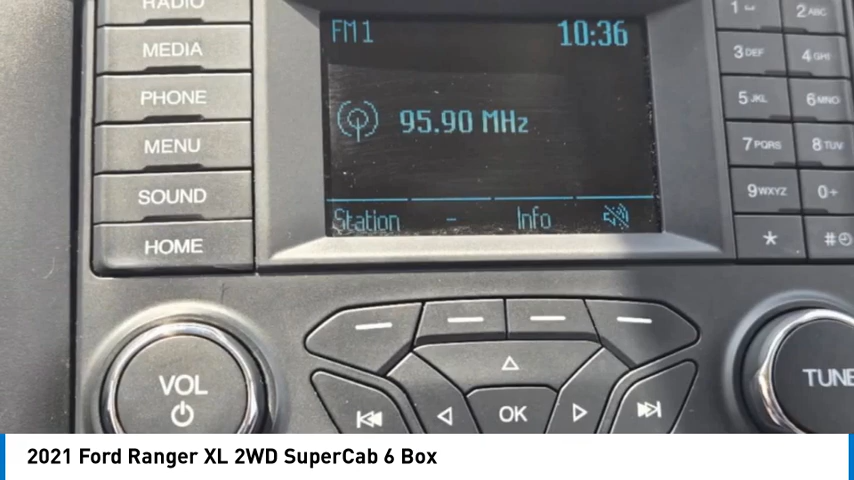 RADIO
MEDIA
PHONE
MENU
SOUND
HOME
FM1 10:36
95.90 MHz
Station - Info
1
2ABC
3DEF
4GHI
5JKL
6MNO
7PQRS
8TUV
9WXYZ
0+
*
#
VOL
OK
TUNE
2021 Ford Ranger XL 2WD SuperCab 6 Box